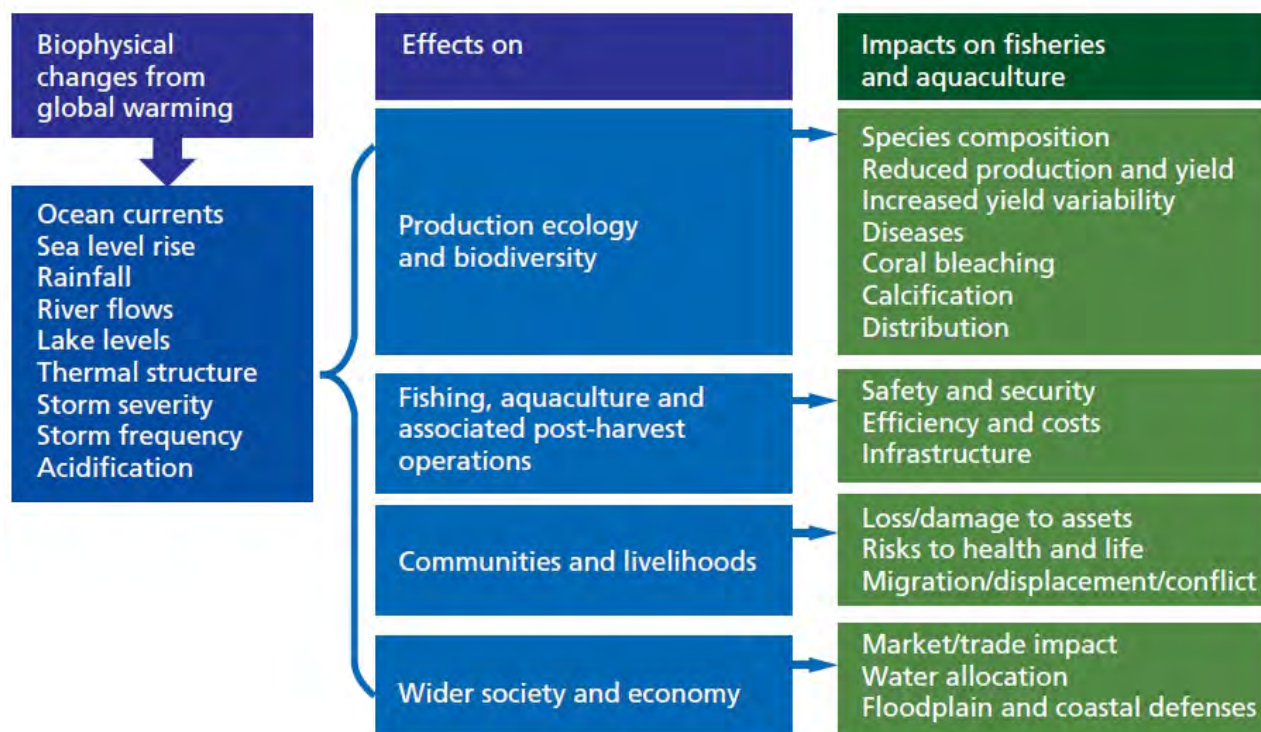 Biophysical
changes from
global warming
Ocean currents
Sea level rise
Rainfall
River flows
Lake levels
Thermal structure
Storm severity
Storm frequency
Acidification
Effects on
Production ecology
and biodiversity
Fishing, aquaculture and
associated post-harvest
operations
Communities and livelihoods
Wider society and economy
Impacts on fisheries
and aquaculture
Species composition
Reduced production and yield
Increased yield variability
Diseases
Coral bleaching
Calcification
Distribution
Safety and security
Efficiency and costs
Infrastructure
Loss/damage to assets
Risks to health and life
Migration/displacement/conflict
Market/trade impact
Water allocation
Floodplain and coastal defenses